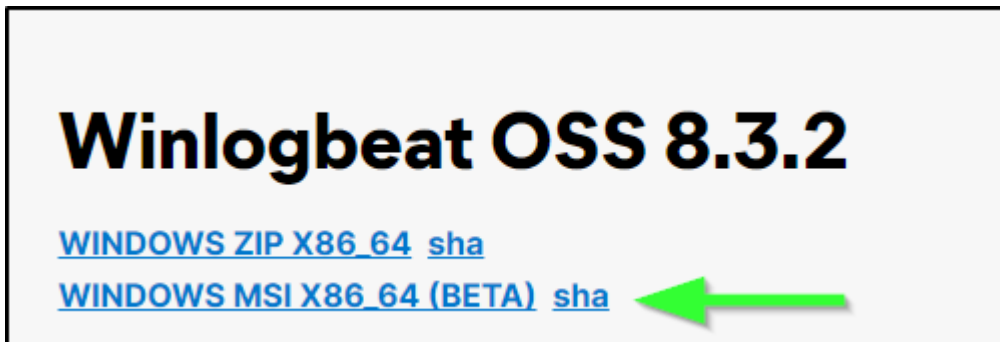 Winlogbeat OSS 8.3.2
WINDOWS ZIP X86_64 sha
WINDOWS MSI X86_64 (BETA) sha